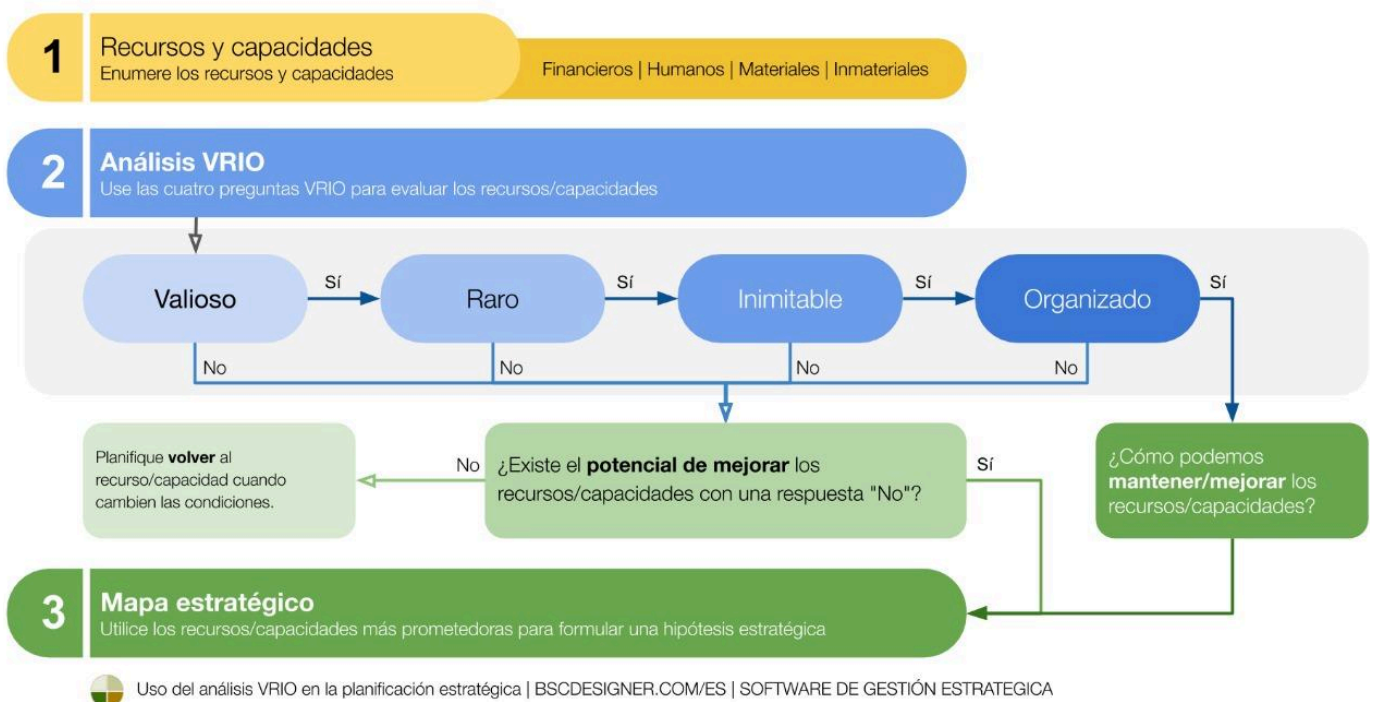 1
Recursos y capacidades
Enumere los recursos y capacidades
Financieros | Humanos | Materiales | Inmateriales
2
Análisis VRIO
Use las cuatro preguntas VRIO para evaluar los recursos/capacidades
Valioso
Sí
Raro
Sí
Inimitable
Sí
Organizado
Sí
No
No
No
No
Planifique volver al
recurso/capacidad cuando
cambien las condiciones.
No
¿Existe el potencial de mejorar los
recursos/capacidades con una respuesta "No"?
Sí
¿Cómo podemos
mantener/mejorar los
recursos/capacidades?
3
Mapa estratégico
Utilice los recursos/capacidades más prometedoras para formular una hipótesis estratégica
Uso del análisis VRIO en la planificación estratégica | BSCDESIGNER.COM/ES | SOFTWARE DE GESTIÓN ESTRATEGICA